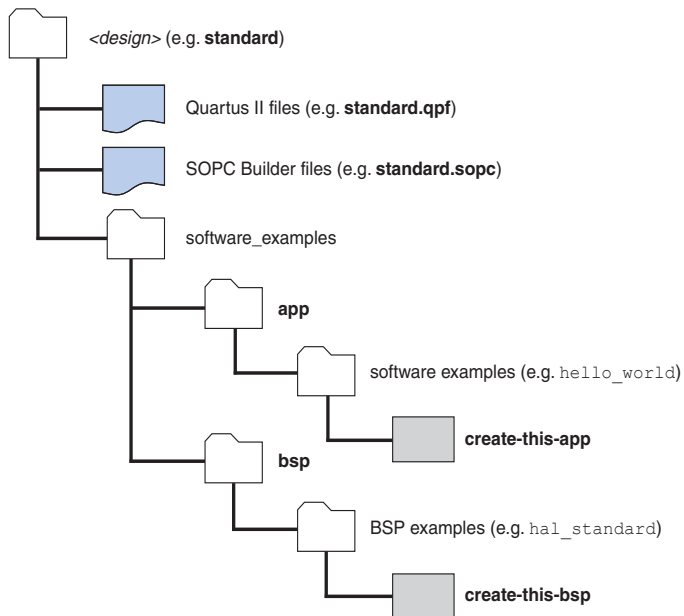 <design> (e.g. standard)
Quartus II files (e.g. standard.qpf)
SOPC Builder files (e.g. standard.sopc)
software_examples
app
software examples (e.g. hello_world)
create-this-app
bsp
BSP examples (e.g. hal_standard)
create-this-bsp